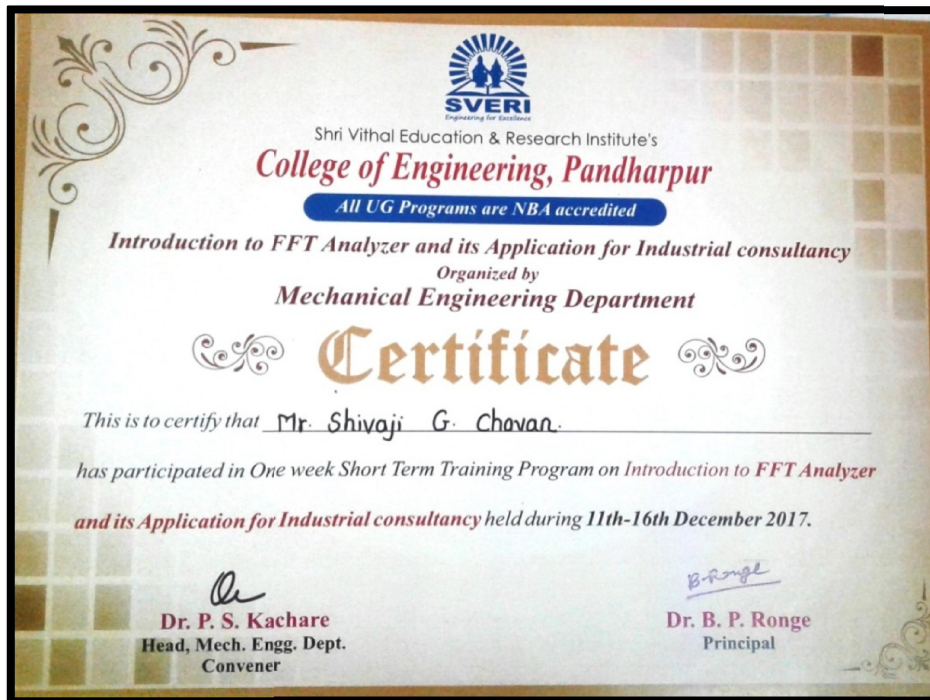 SVERI
Engineering for Excellence
Shri Vithal Education & Research Institute's
College of Engineering, Pandharpur
All UG Programs are NBA accredited
Introduction to FFT Analyzer and its Application for Industrial consultancy
Organized by
Mechanical Engineering Department
Certificate
This is to certify that Mr. Shivaji G. Chavan.
has participated in One week Short Term Training Program on Introduction to FFT Analyzer
and its Application for Industrial consultancy held during 11th-16th December 2017.
B-Ronge
Dr. P. S. Kachare
Head, Mech. Engg. Dept.
Convener
Dr. B. P. Ronge
Principal